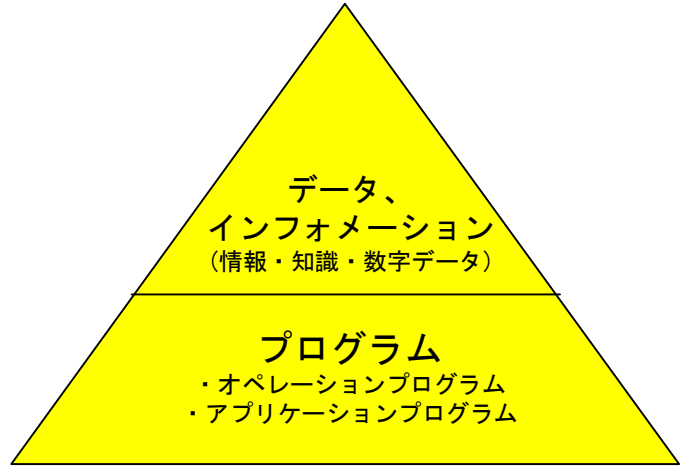 データ、
インフォメーション
（情報・知識・数字データ）
プログラム
・オペレーションプログラム
・アプリケーションプログラム